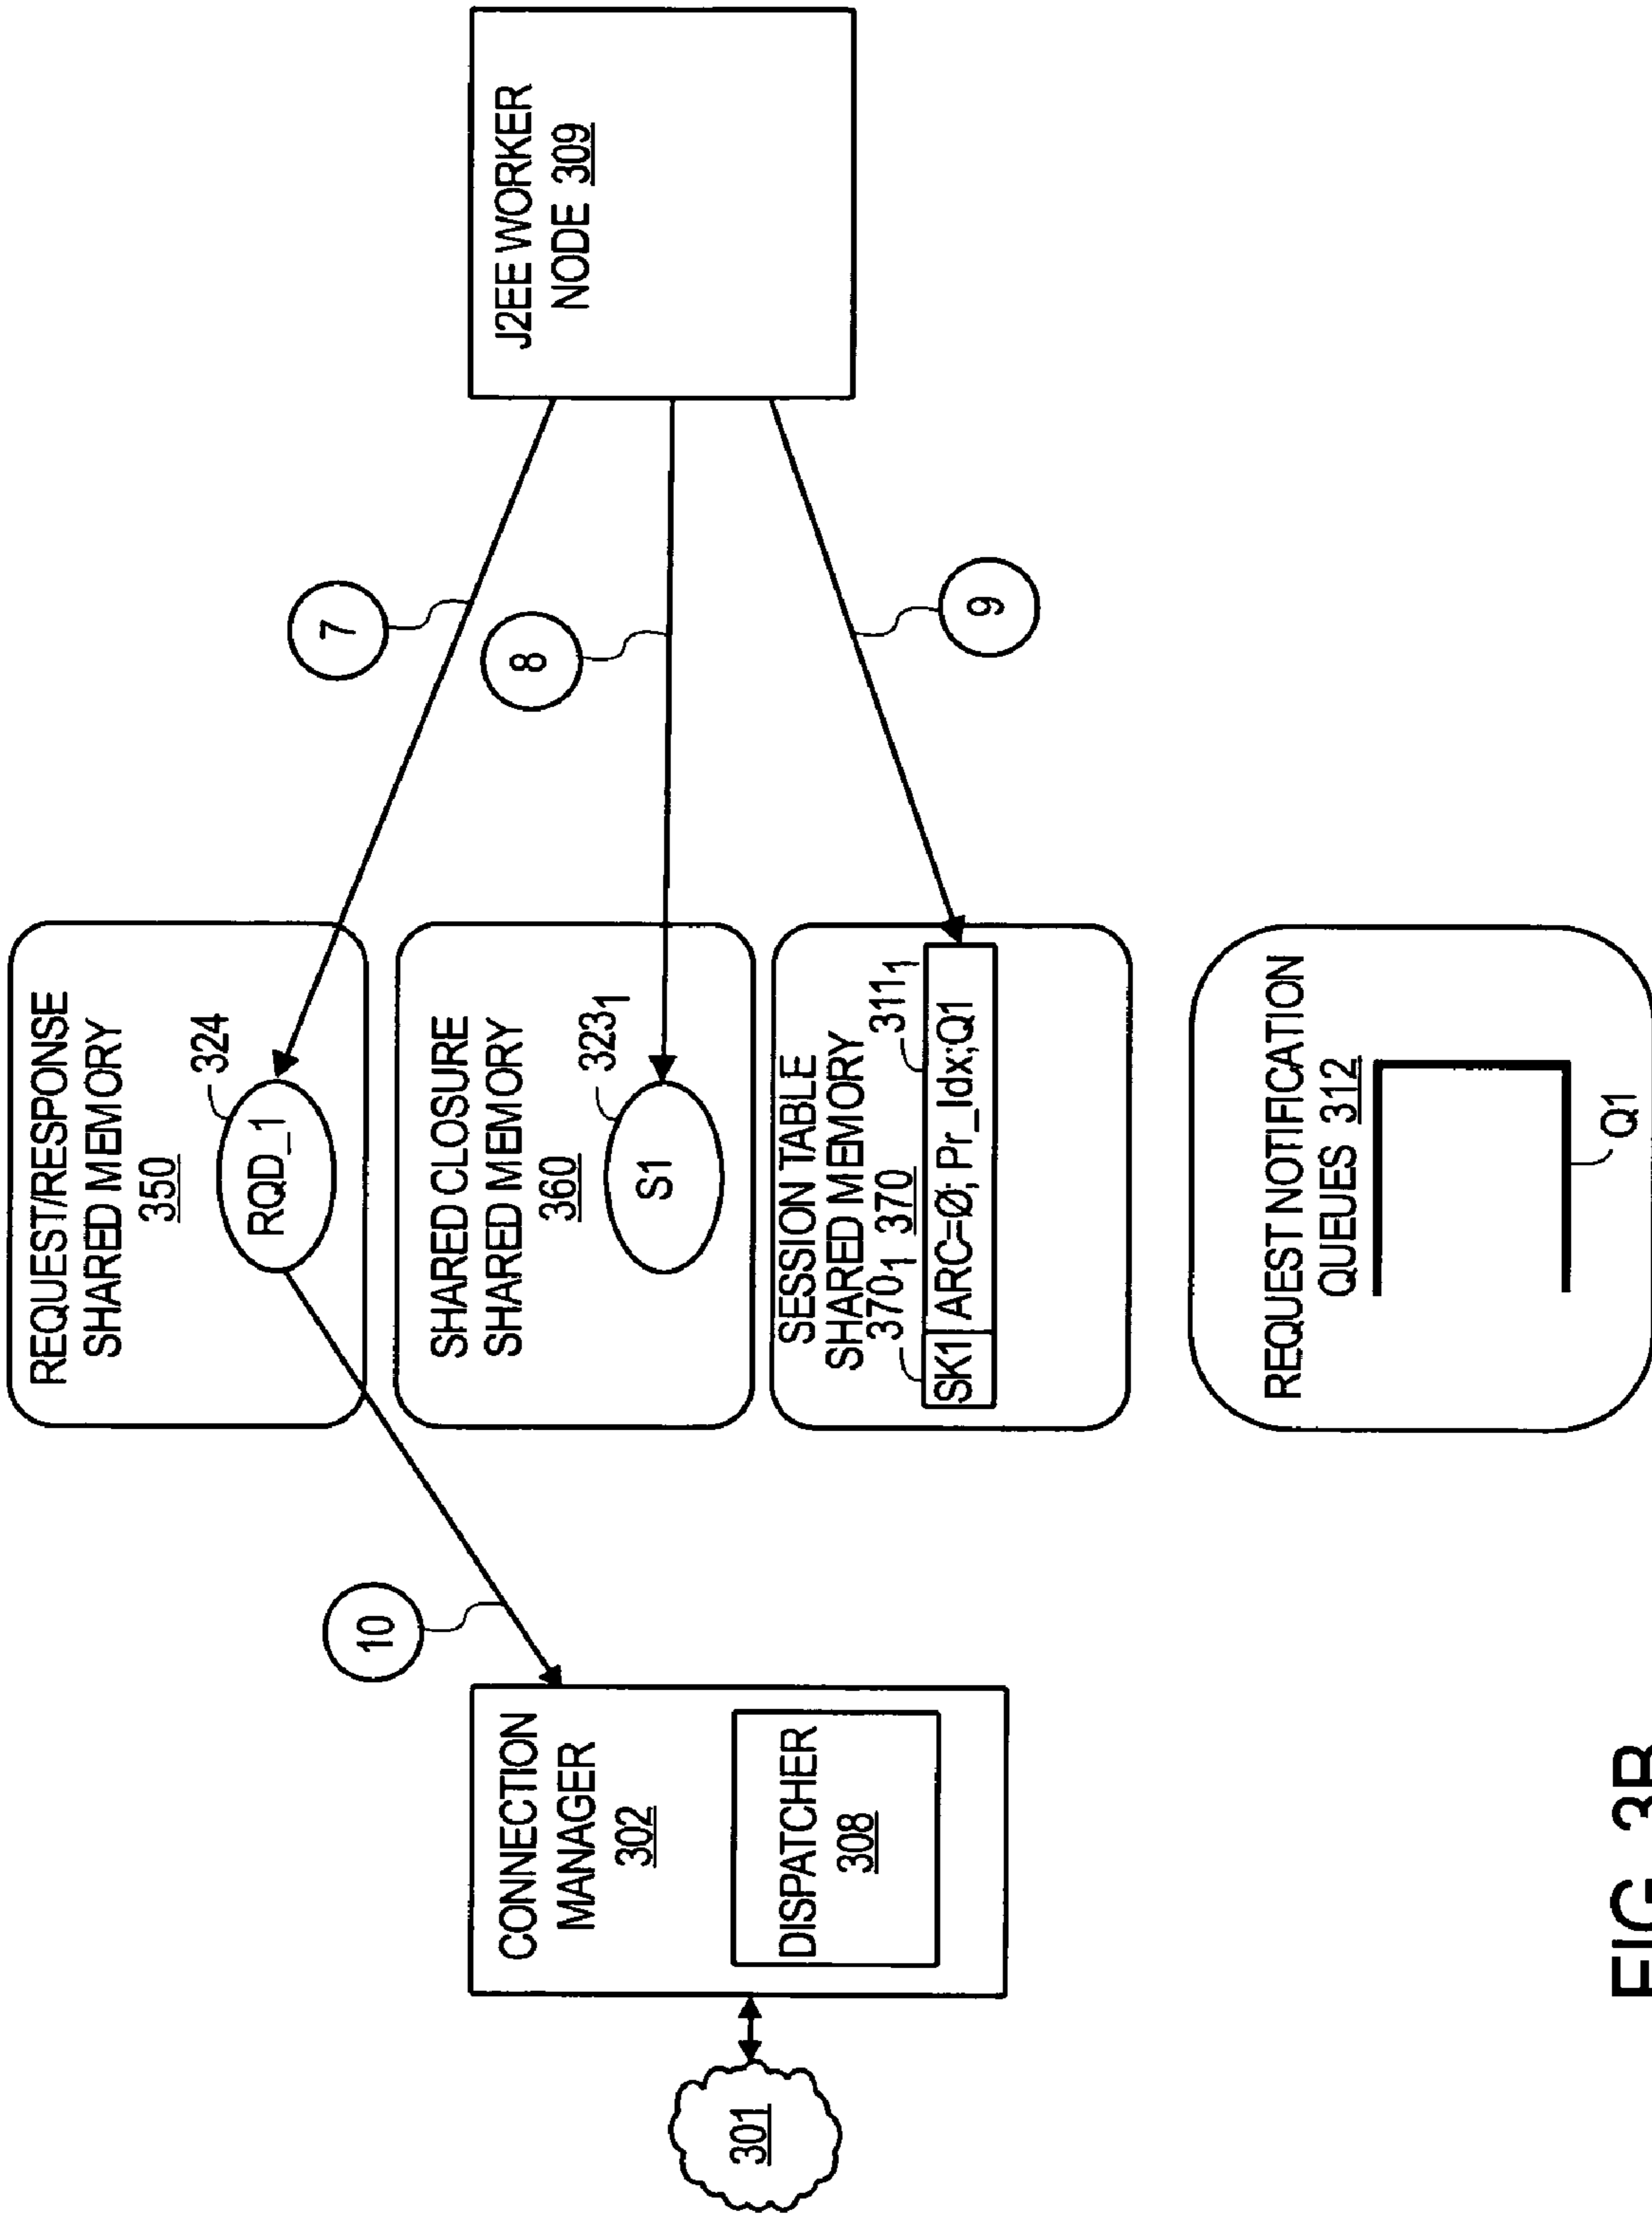 301
CONNECTION
MANAGER
302
DISPATCHER
308
10
REQUEST/RESPONSE
SHARED MEMORY
350
324
RQD_1
SHARED CLOSURE
SHARED MEMORY
360
323₁
S1
SESSION TABLE
SHARED MEMORY
370₁ 370 311₁
SK1 ARC=Ø; Pr_Idx;Q1
REQUEST NOTIFICATION
QUEUES 312
Q1
7
8
9
J2EE WORKER
NODE 309
FIG. 3B